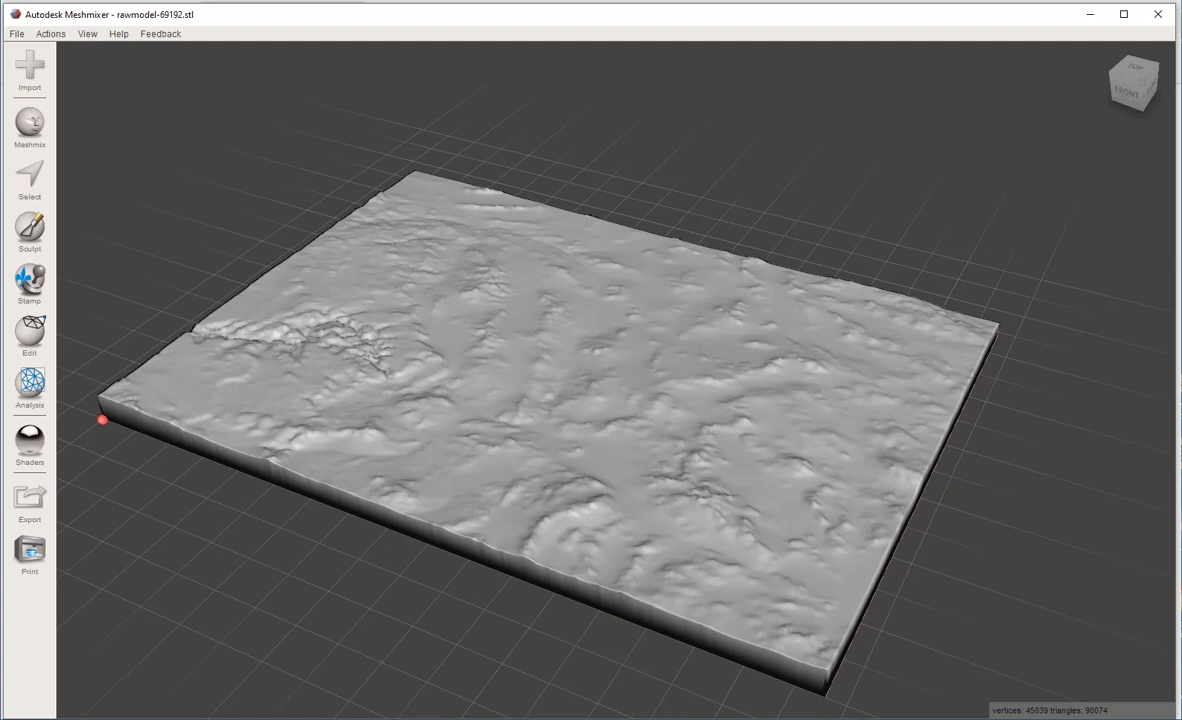 Autodesk Meshmixer - rawmodel-69192.stl
File Actions View Help Feedback
Import
Meshmix
Select
Sculpt
Stamp
Edit
Analysis
Shaders
Export
Print
TOP
FRONT
vertices: 45039 triangles: 90074